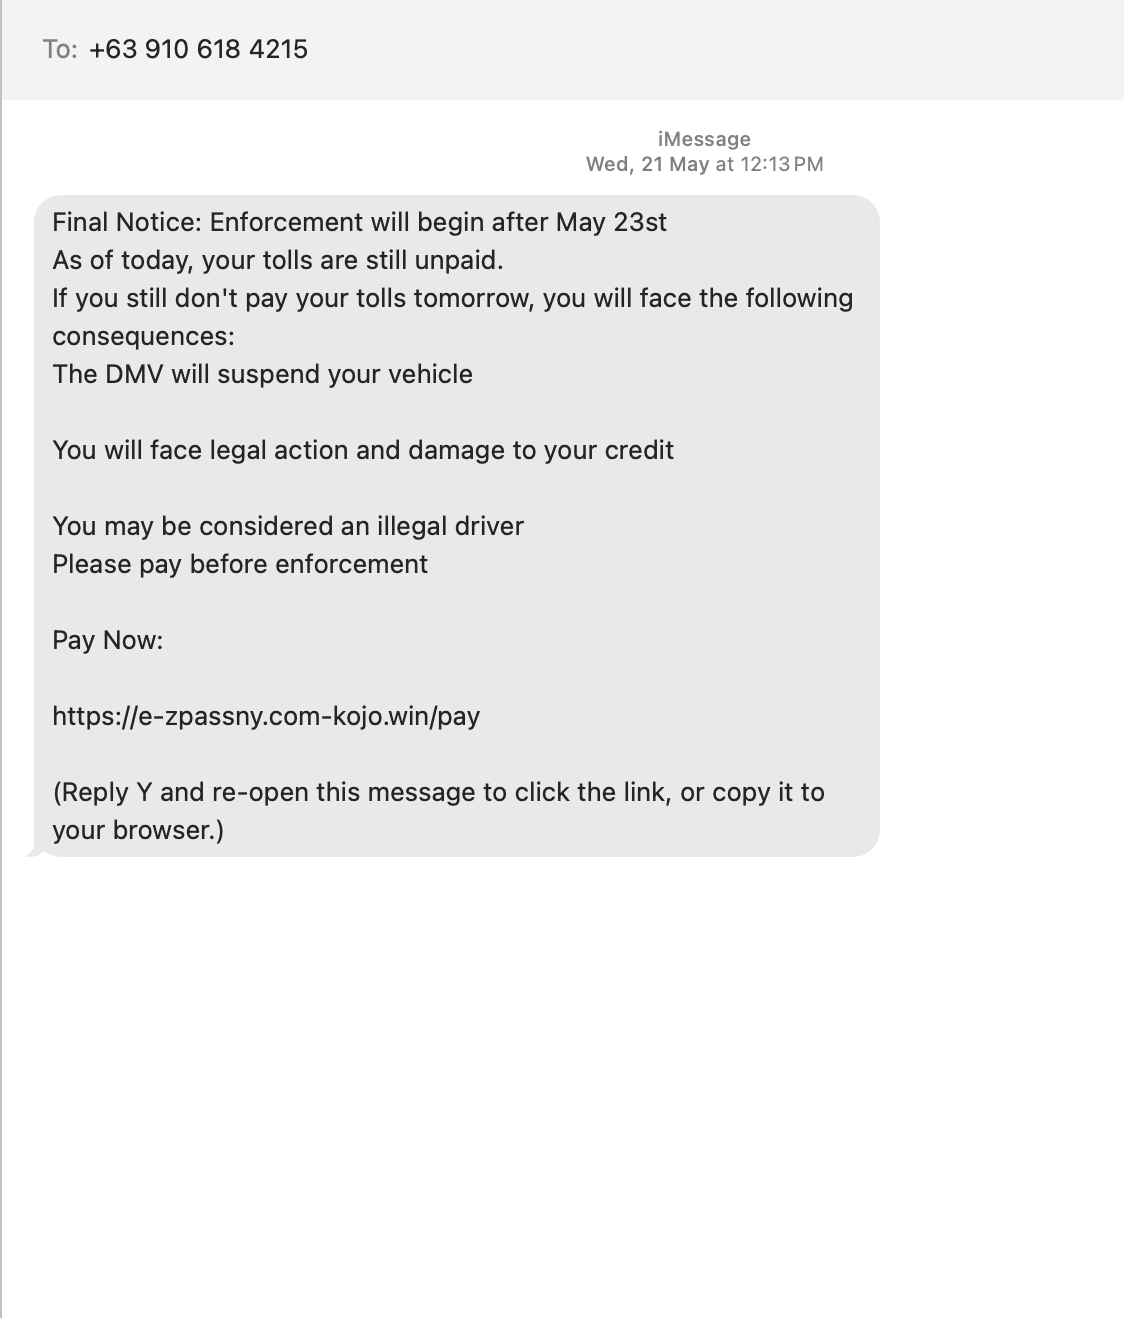 To: +63 910 618 4215
iMessage
Wed, 21 May at 12:13 PM
Final Notice: Enforcement will begin after May 23st
As of today, your tolls are still unpaid.
If you still don't pay your tolls tomorrow, you will face the following
consequences:
The DMV will suspend your vehicle
You will face legal action and damage to your credit
You may be considered an illegal driver
Please pay before enforcement
Pay Now:
https://e-zpassny.com-kojo.win/pay
(Reply Y and re-open this message to click the link, or copy it to
your browser.)